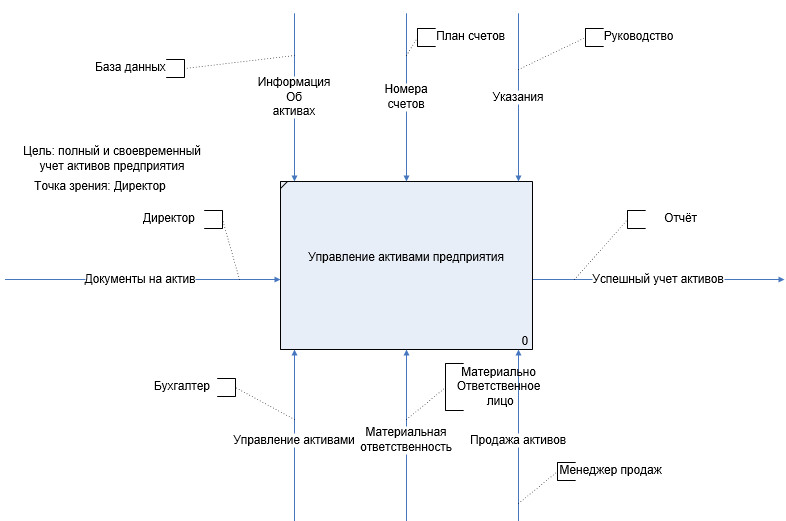 План счетов
Руководство
База данных
Информация
Об
активах
Номера
счетов
Указания
Цель: полный и своевременный
учет активов предприятия
Точка зрения: Директор
Директор
Отчёт
Управление активами предприятия
Документы на актив
Успешный учет активов
0
Бухгалтер
Материально
Ответственное
лицо
Управление активами
Материальная
ответственность
Продажа активов
Менеджер продаж